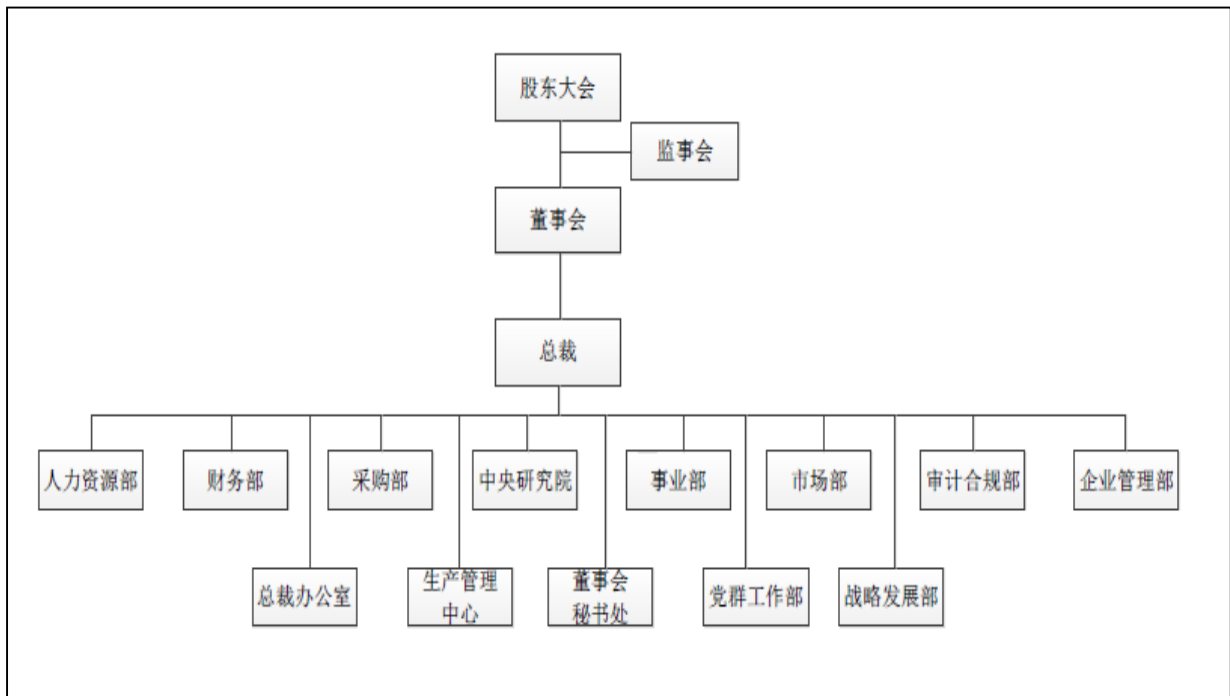 股东大会
监事会
董事会
总裁
人力资源部
财务部
采购部
中央研究院
事业部
市场部
审计合规部
企业管理部
总裁办公室
生产管理
中心
董事会
秘书处
党群工作部
战略发展部